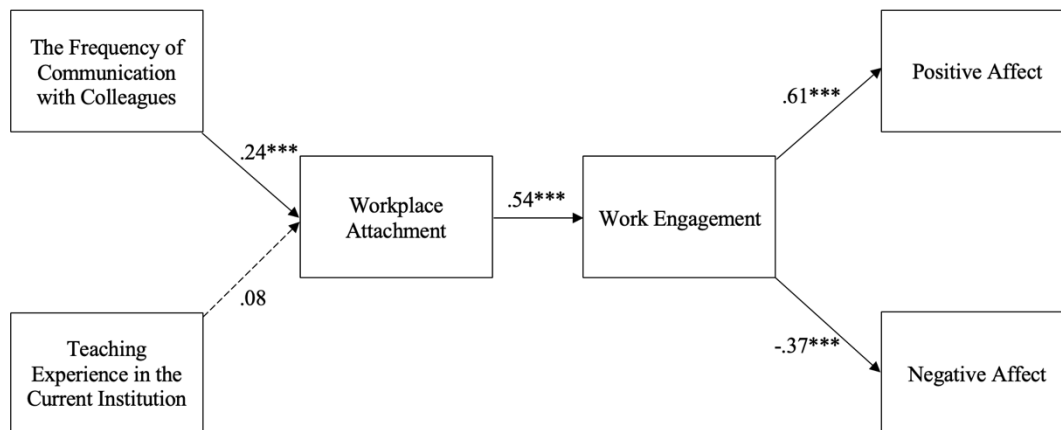 The Frequency of
Communication
with Colleagues
.24***
Teaching
Experience in the
Current Institution
.08
Workplace
Attachment
.54***
Work Engagement
.61***
Positive Affect
-.37***
Negative Affect